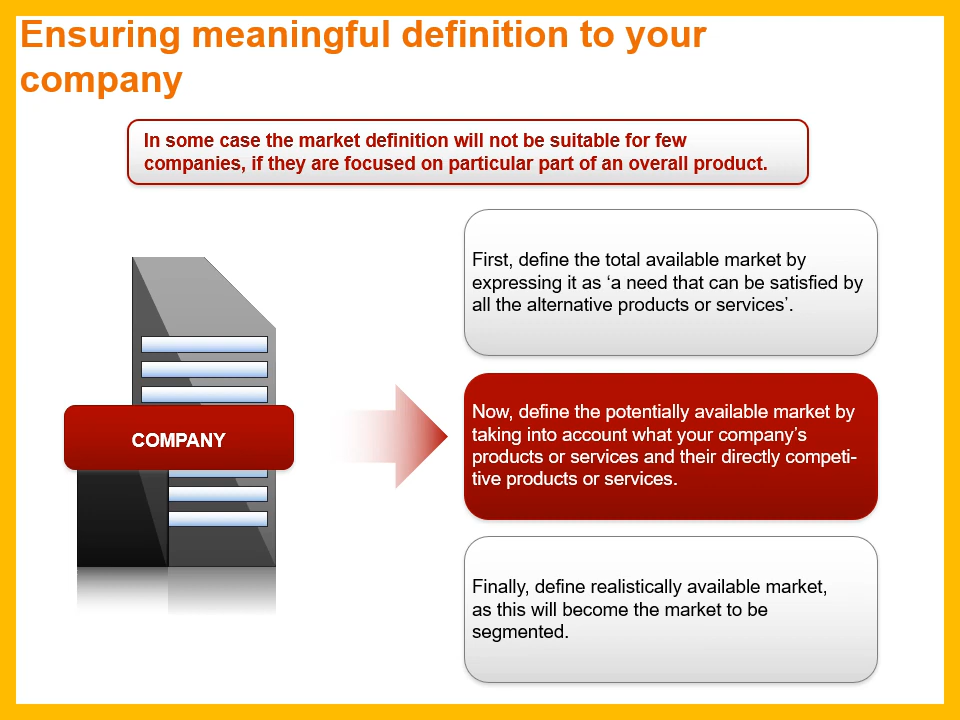 Ensuring meaningful definition to your
company
In some case the market definition will not be suitable for few
companies, if they are focused on particular part of an overall product.
First, define the total available market by
expressing it as ‘a need that can be satisfied by
all the alternative products or services’.
COMPANY
Now, define the potentially available market by
taking into account what your company’s
products or services and their directly competi-
tive products or services.
Finally, define realistically available market,
as this will become the market to be
segmented.